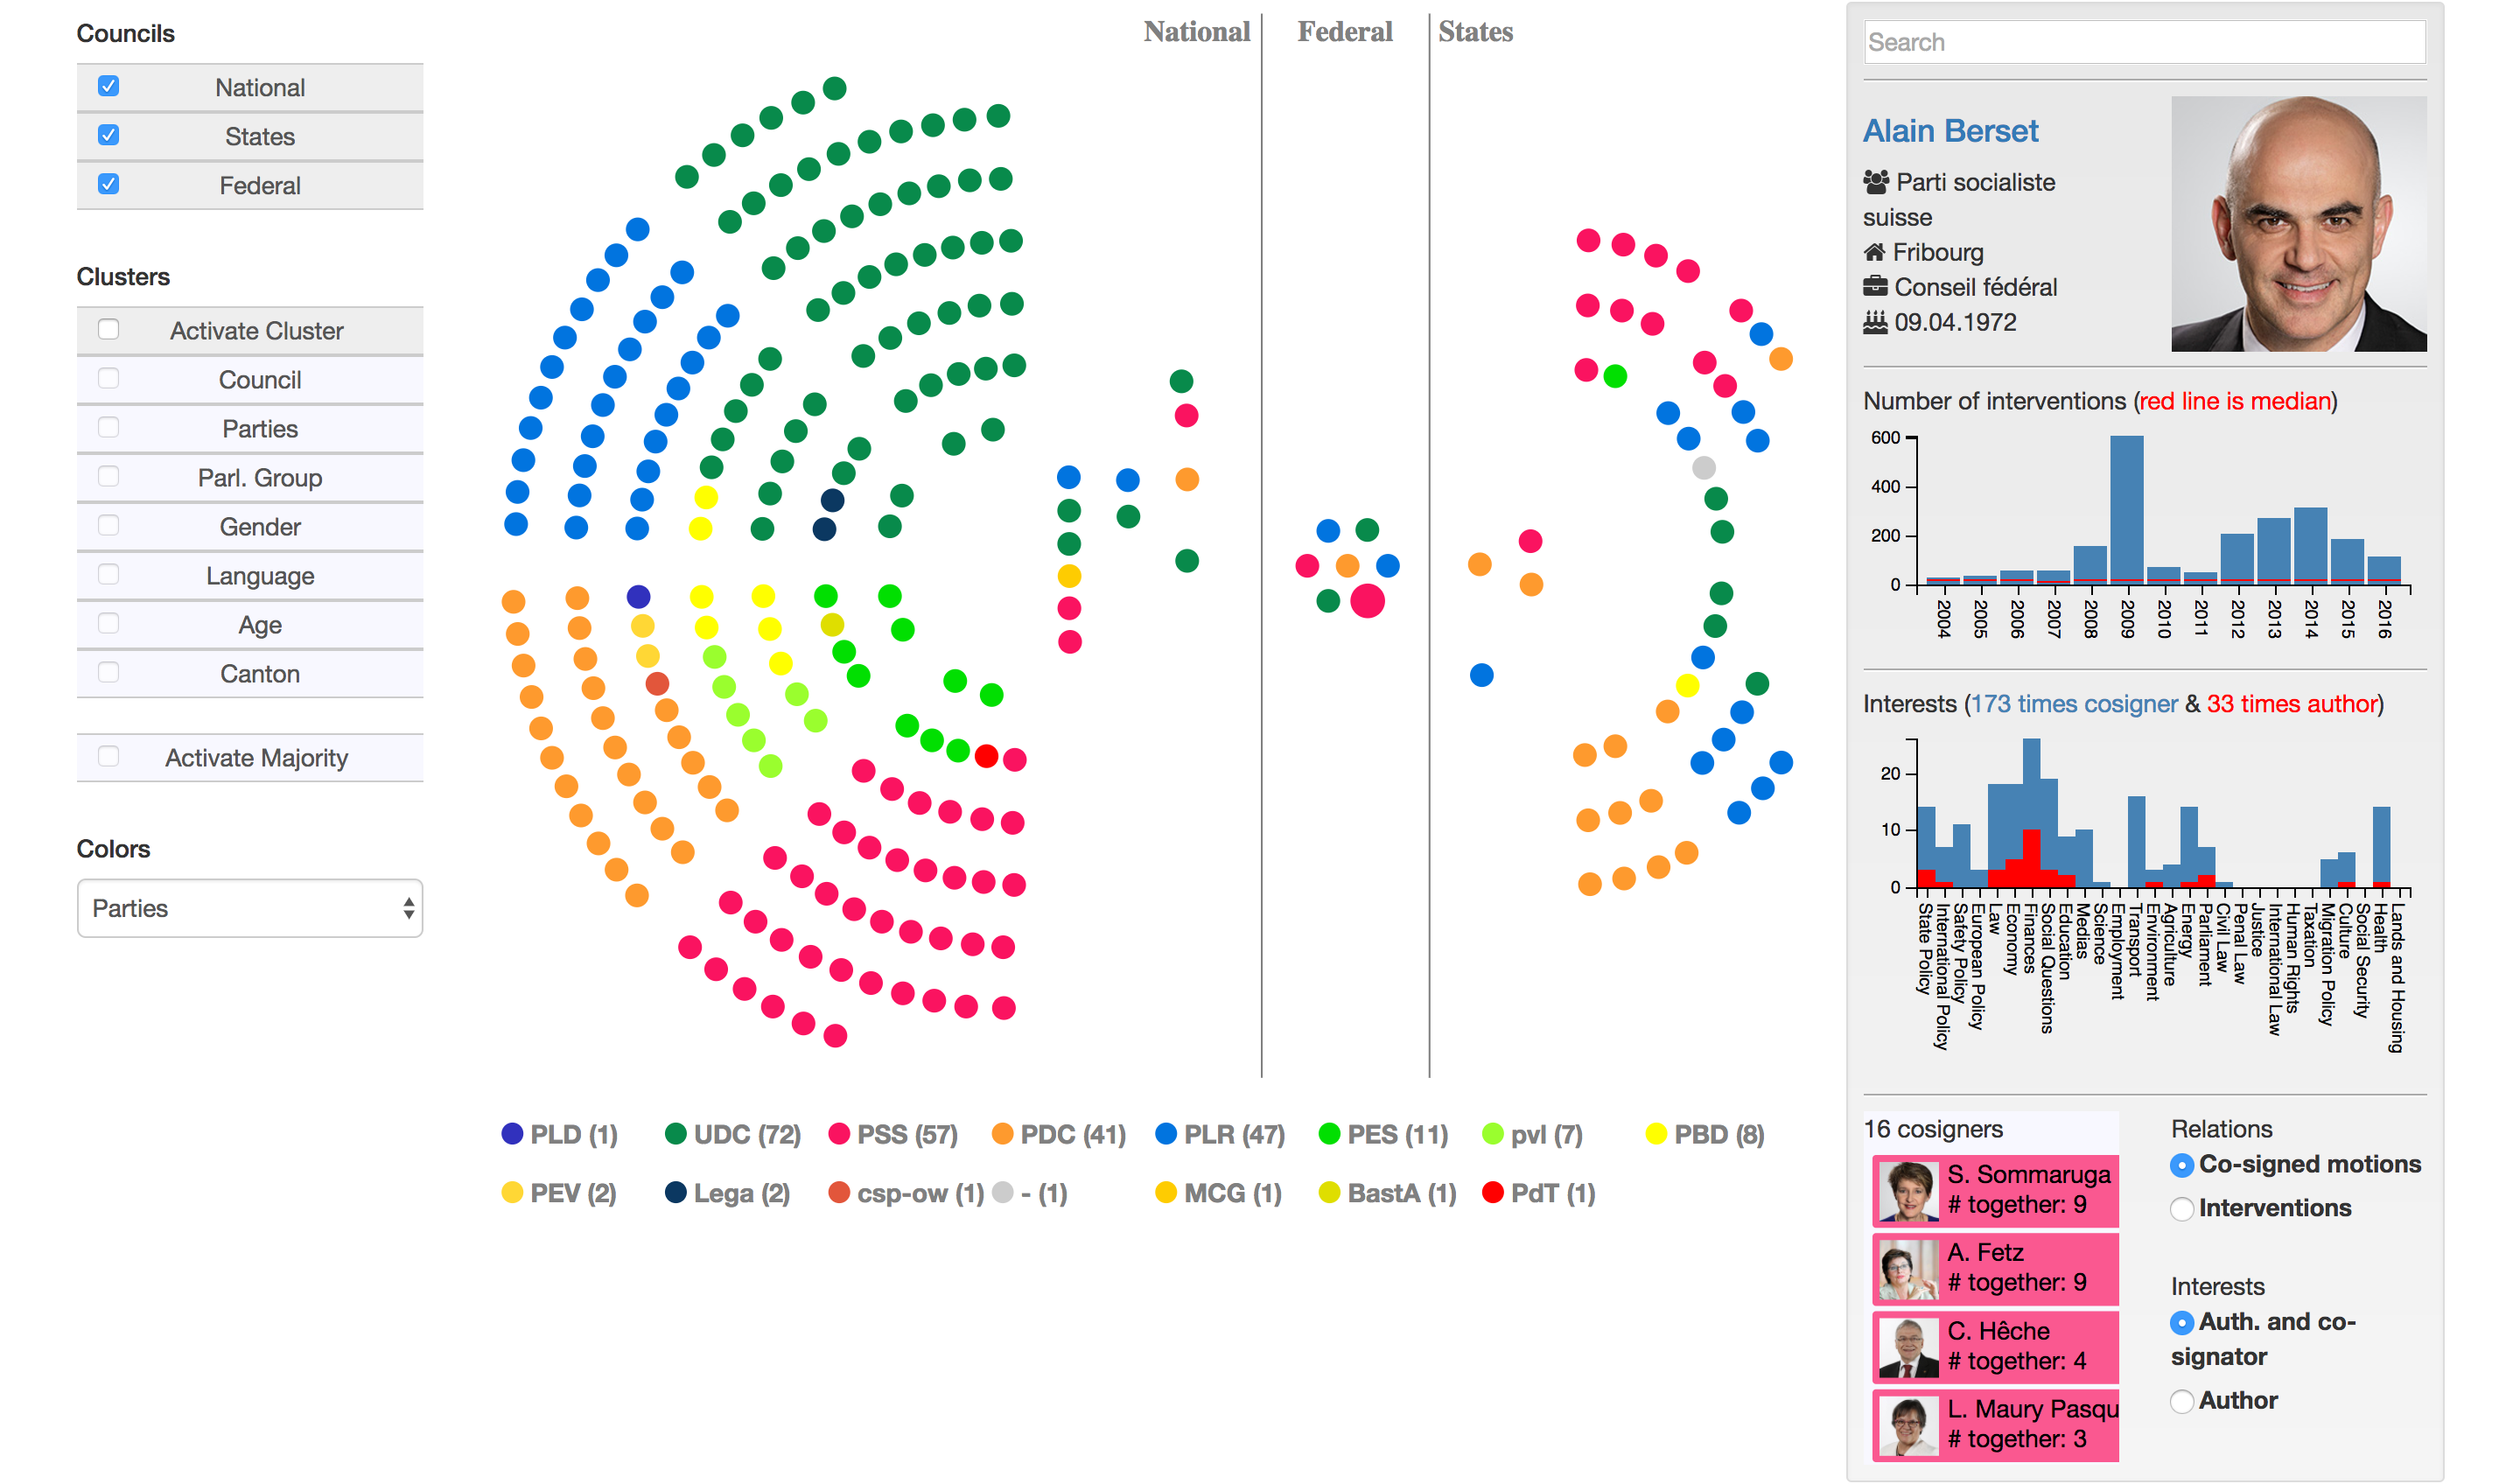 Councils
National
States
Federal
Clusters
Activate Cluster
Council
Parties
Parl. Group
Gender
Language
Age
Canton
Activate Majority
Colors
Parties
National
Federal
States
PLD (1)
UDC (72)
PSS (57)
PDC (41)
PLR (47)
PES (11)
pvl (7)
PBD (8)
PEV (2)
Lega (2)
csp-ow (1)
- (1)
MCG (1)
BastA (1)
PdT (1)
Search
Alain Berset
Parti socialiste
suisse
Fribourg
Conseil fédéral
09.04.1972
Number of interventions (red line is median)
600
400
200
0
2004
2005
2006
2007
2008
2009
2010
2011
2012
2013
2014
2015
2016
Interests (173 times cosigner & 33 times author)
20
10
0
State Policy
International Policy
Safety Policy
European Policy
Law
Economy
Finances
Social Questions
Education
Medias
Science
Employment
Transport
Environment
Agriculture
Energy
Parliament
Civil Law
Penal Law
Justice
International Law
Human Rights
Taxation
Migration Policy
Culture
Social Security
Health
Lands and Housing
16 cosigners
S. Sommaruga
# together: 9
A. Fetz
# together: 9
C. Hêche
# together: 4
L. Maury Pasqu
# together: 3
Relations
Co-signed motions
Interventions
Interests
Auth. and co-
signator
Author